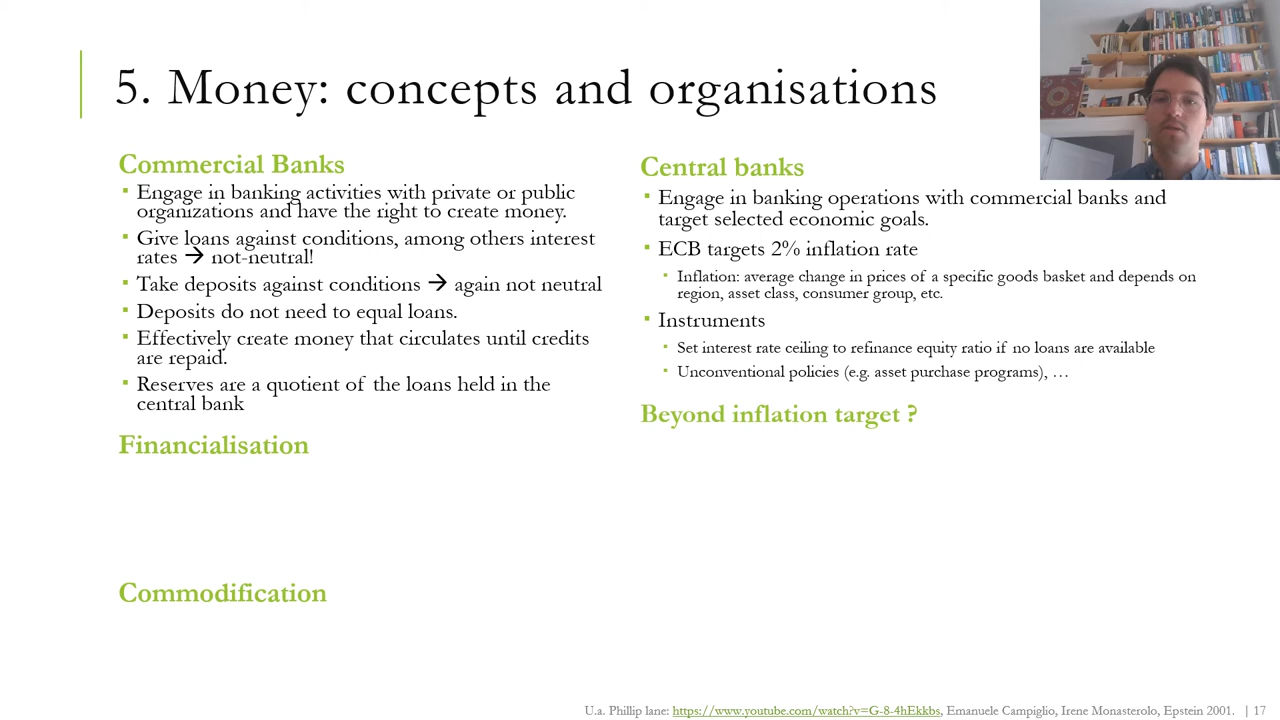 5. Money: concepts and organisations
Commercial Banks
▪ Engage in banking activities with private or public
organizations and have the right to create money.
▪ Give loans against conditions, among others interest
rates → not-neutral!
▪ Take deposits against conditions → again not neutral
▪ Deposits do not need to equal loans.
▪ Effectively create money that circulates until credits
are repaid.
▪ Reserves are a quotient of the loans held in the
central bank
Financialisation
Commodification
Central banks
▪ Engage in banking operations with commercial banks and
target selected economic goals.
▪ ECB targets 2% inflation rate
▪ Inflation: average change in prices of a specific goods basket and depends on
region, asset class, consumer group, etc.
▪ Instruments
▪ Set interest rate ceiling to refinance equity ratio if no loans are available
▪ Unconventional policies (e.g. asset purchase programs), …
Beyond inflation target ?
U.a. Phillip lane: https://www.youtube.com/watch?v=G-8-4hEkkbs, Emanuele Campiglio, Irene Monasterolo, Epstein 2001. | 17